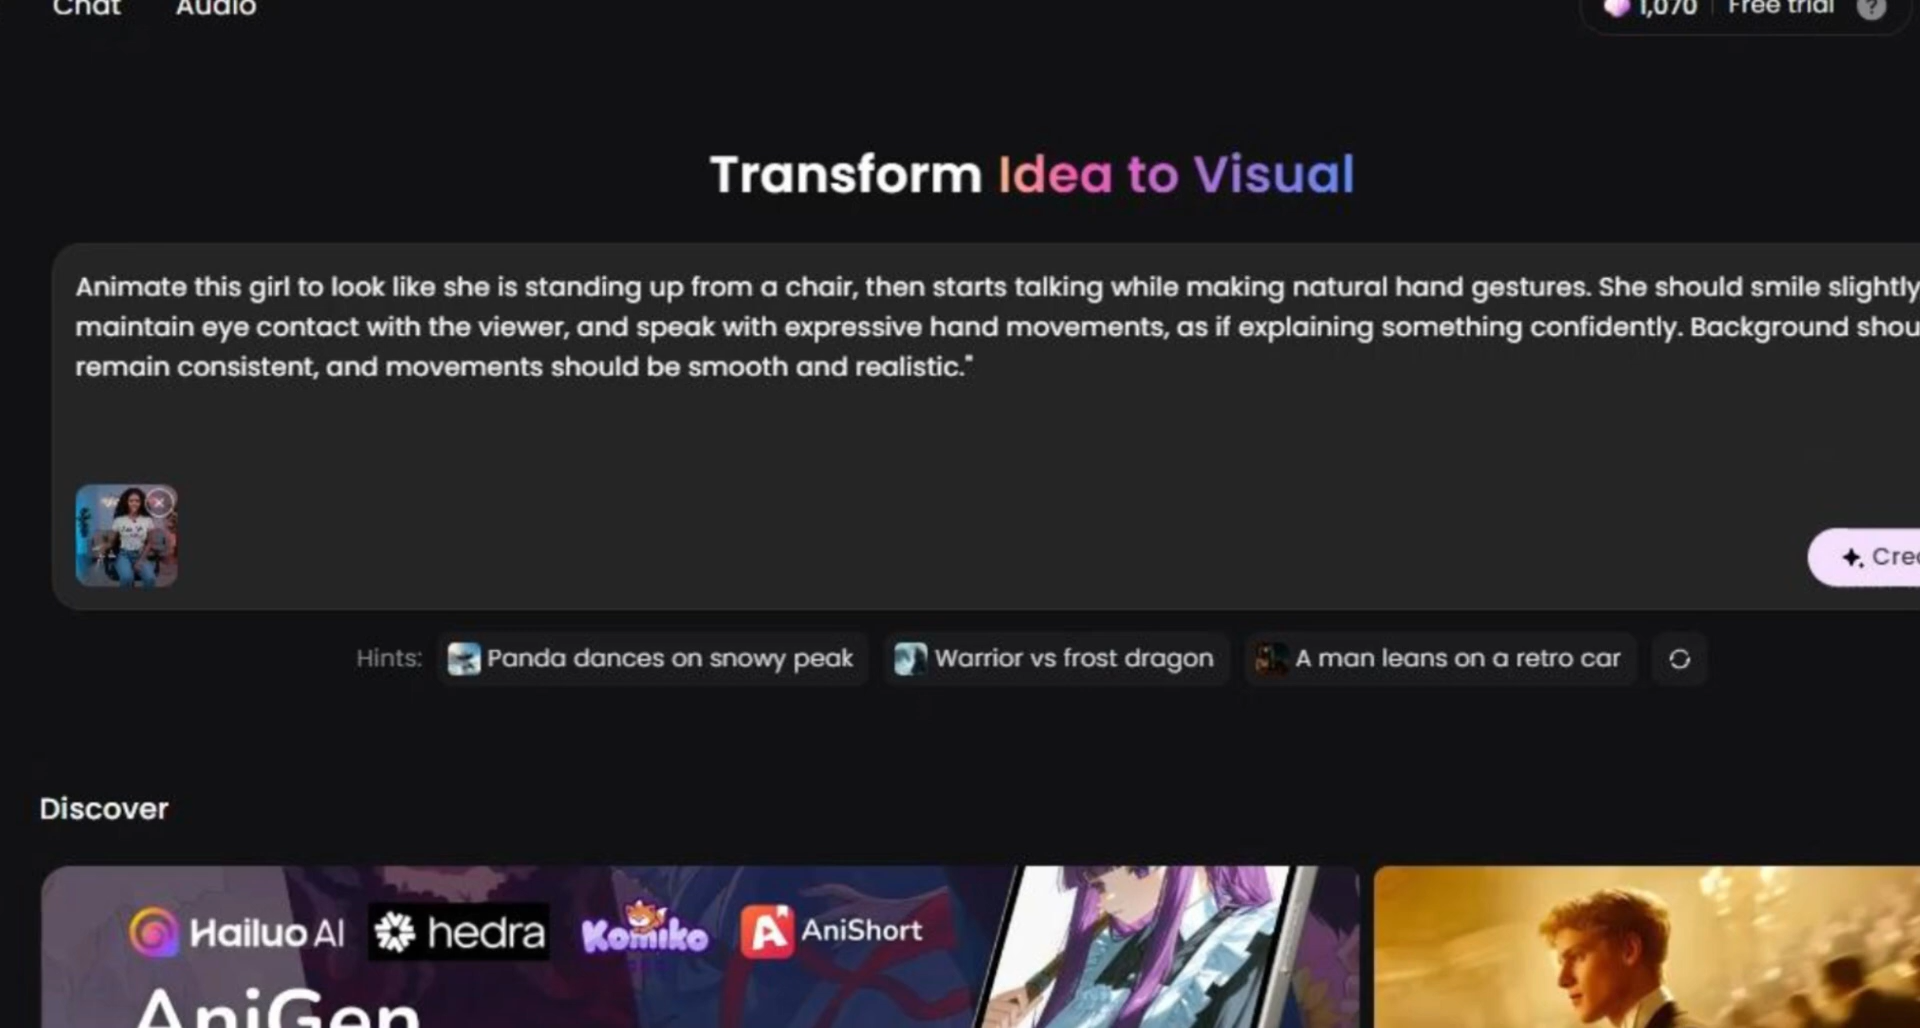 Chat Audio 1,070 Free trial ?
Transform Idea to Visual
Animate this girl to look like she is standing up from a chair, then starts talking while making natural hand gestures. She should smile slightly
maintain eye contact with the viewer, and speak with expressive hand movements, as if explaining something confidently. Background shou
remain consistent, and movements should be smooth and realistic."
Crea
Hints: Panda dances on snowy peak Warrior vs frost dragon A man leans on a retro car
Discover
Hailuo AI hedra Komiko A AniShort
AniGen